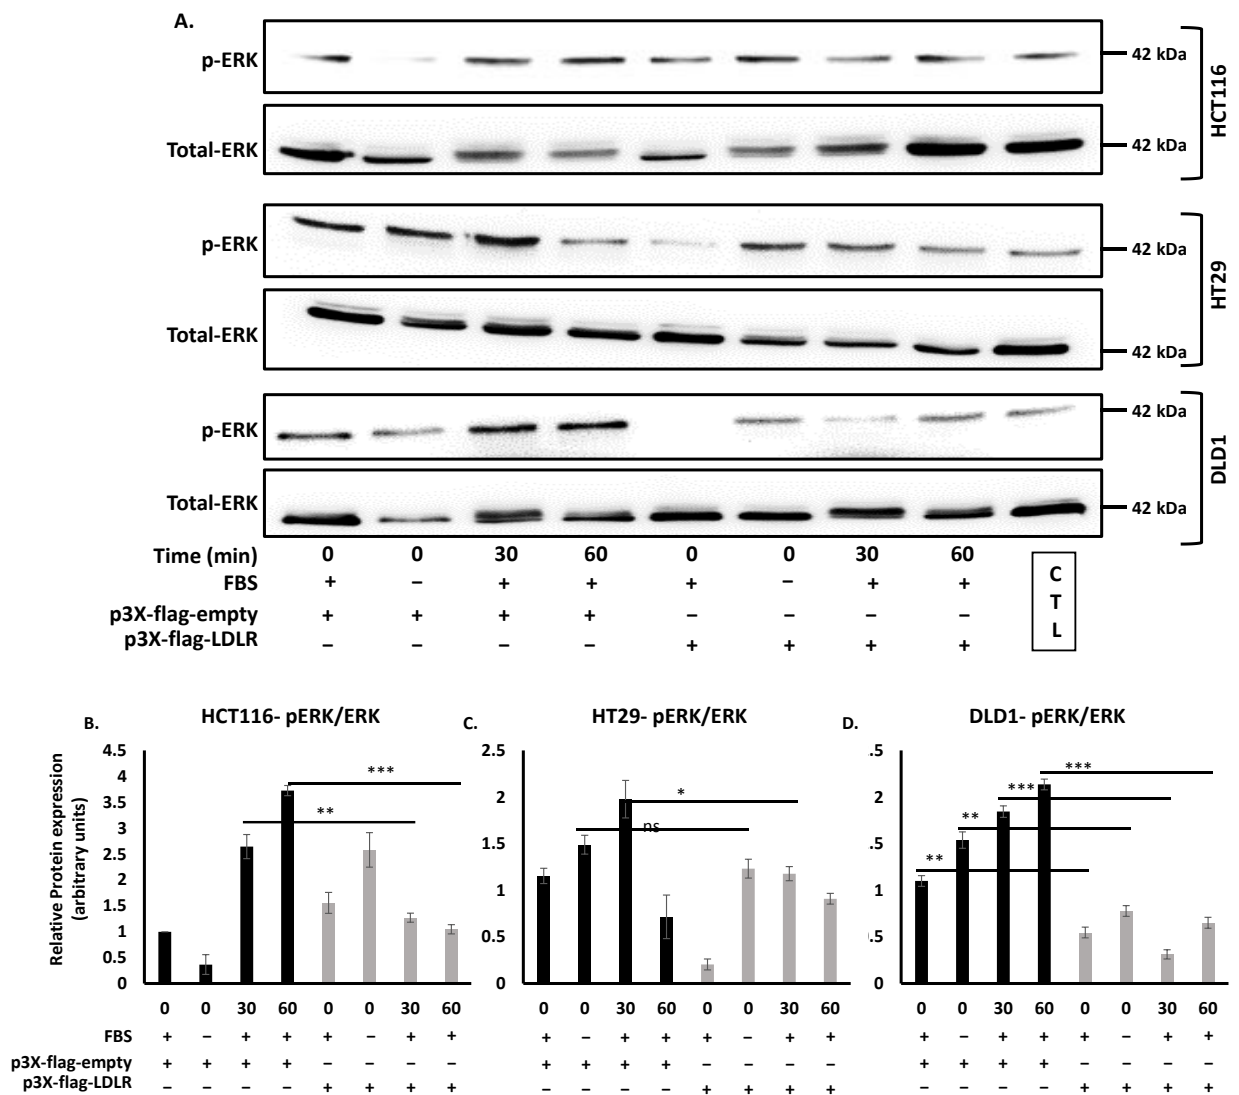 A.
p-ERK
42 kDa
Total-ERK
42 kDa
HCT116
p-ERK
42 kDa
Total-ERK
42 kDa
HT29
p-ERK
42 kDa
Total-ERK
42 kDa
DLD1
Time (min) 0 0 30 60 0 0 30 60
FBS + – + + + – + +
p3X-flag-empty + + + + – – – –
p3X-flag-LDLR – – – – + + + +
CTL
B. HCT116- pERK/ERK
Relative Protein expression
(arbitrary units)
4.5
4
3.5
3
2.5
2
1.5
1
0.5
0
***
**
0 0 30 60 0 0 30 60
FBS + – + + + – + +
p3X-flag-empty + + + + – – – –
p3X-flag-LDLR – – – – + + + +
C. HT29- pERK/ERK
2.5
2
1.5
1
0.5
0
*
ns
0 0 30 60 0 0 30 60
+ – + + + – + +
+ + + + – – – –
– – – – + + + +
D. DLD1- pERK/ERK
.5
2
.5
1
.5
0
***
***
**
**
0 0 30 60 0 0 30 60
+ – + + + – + +
+ + + + – – – –
– – – – + + + +